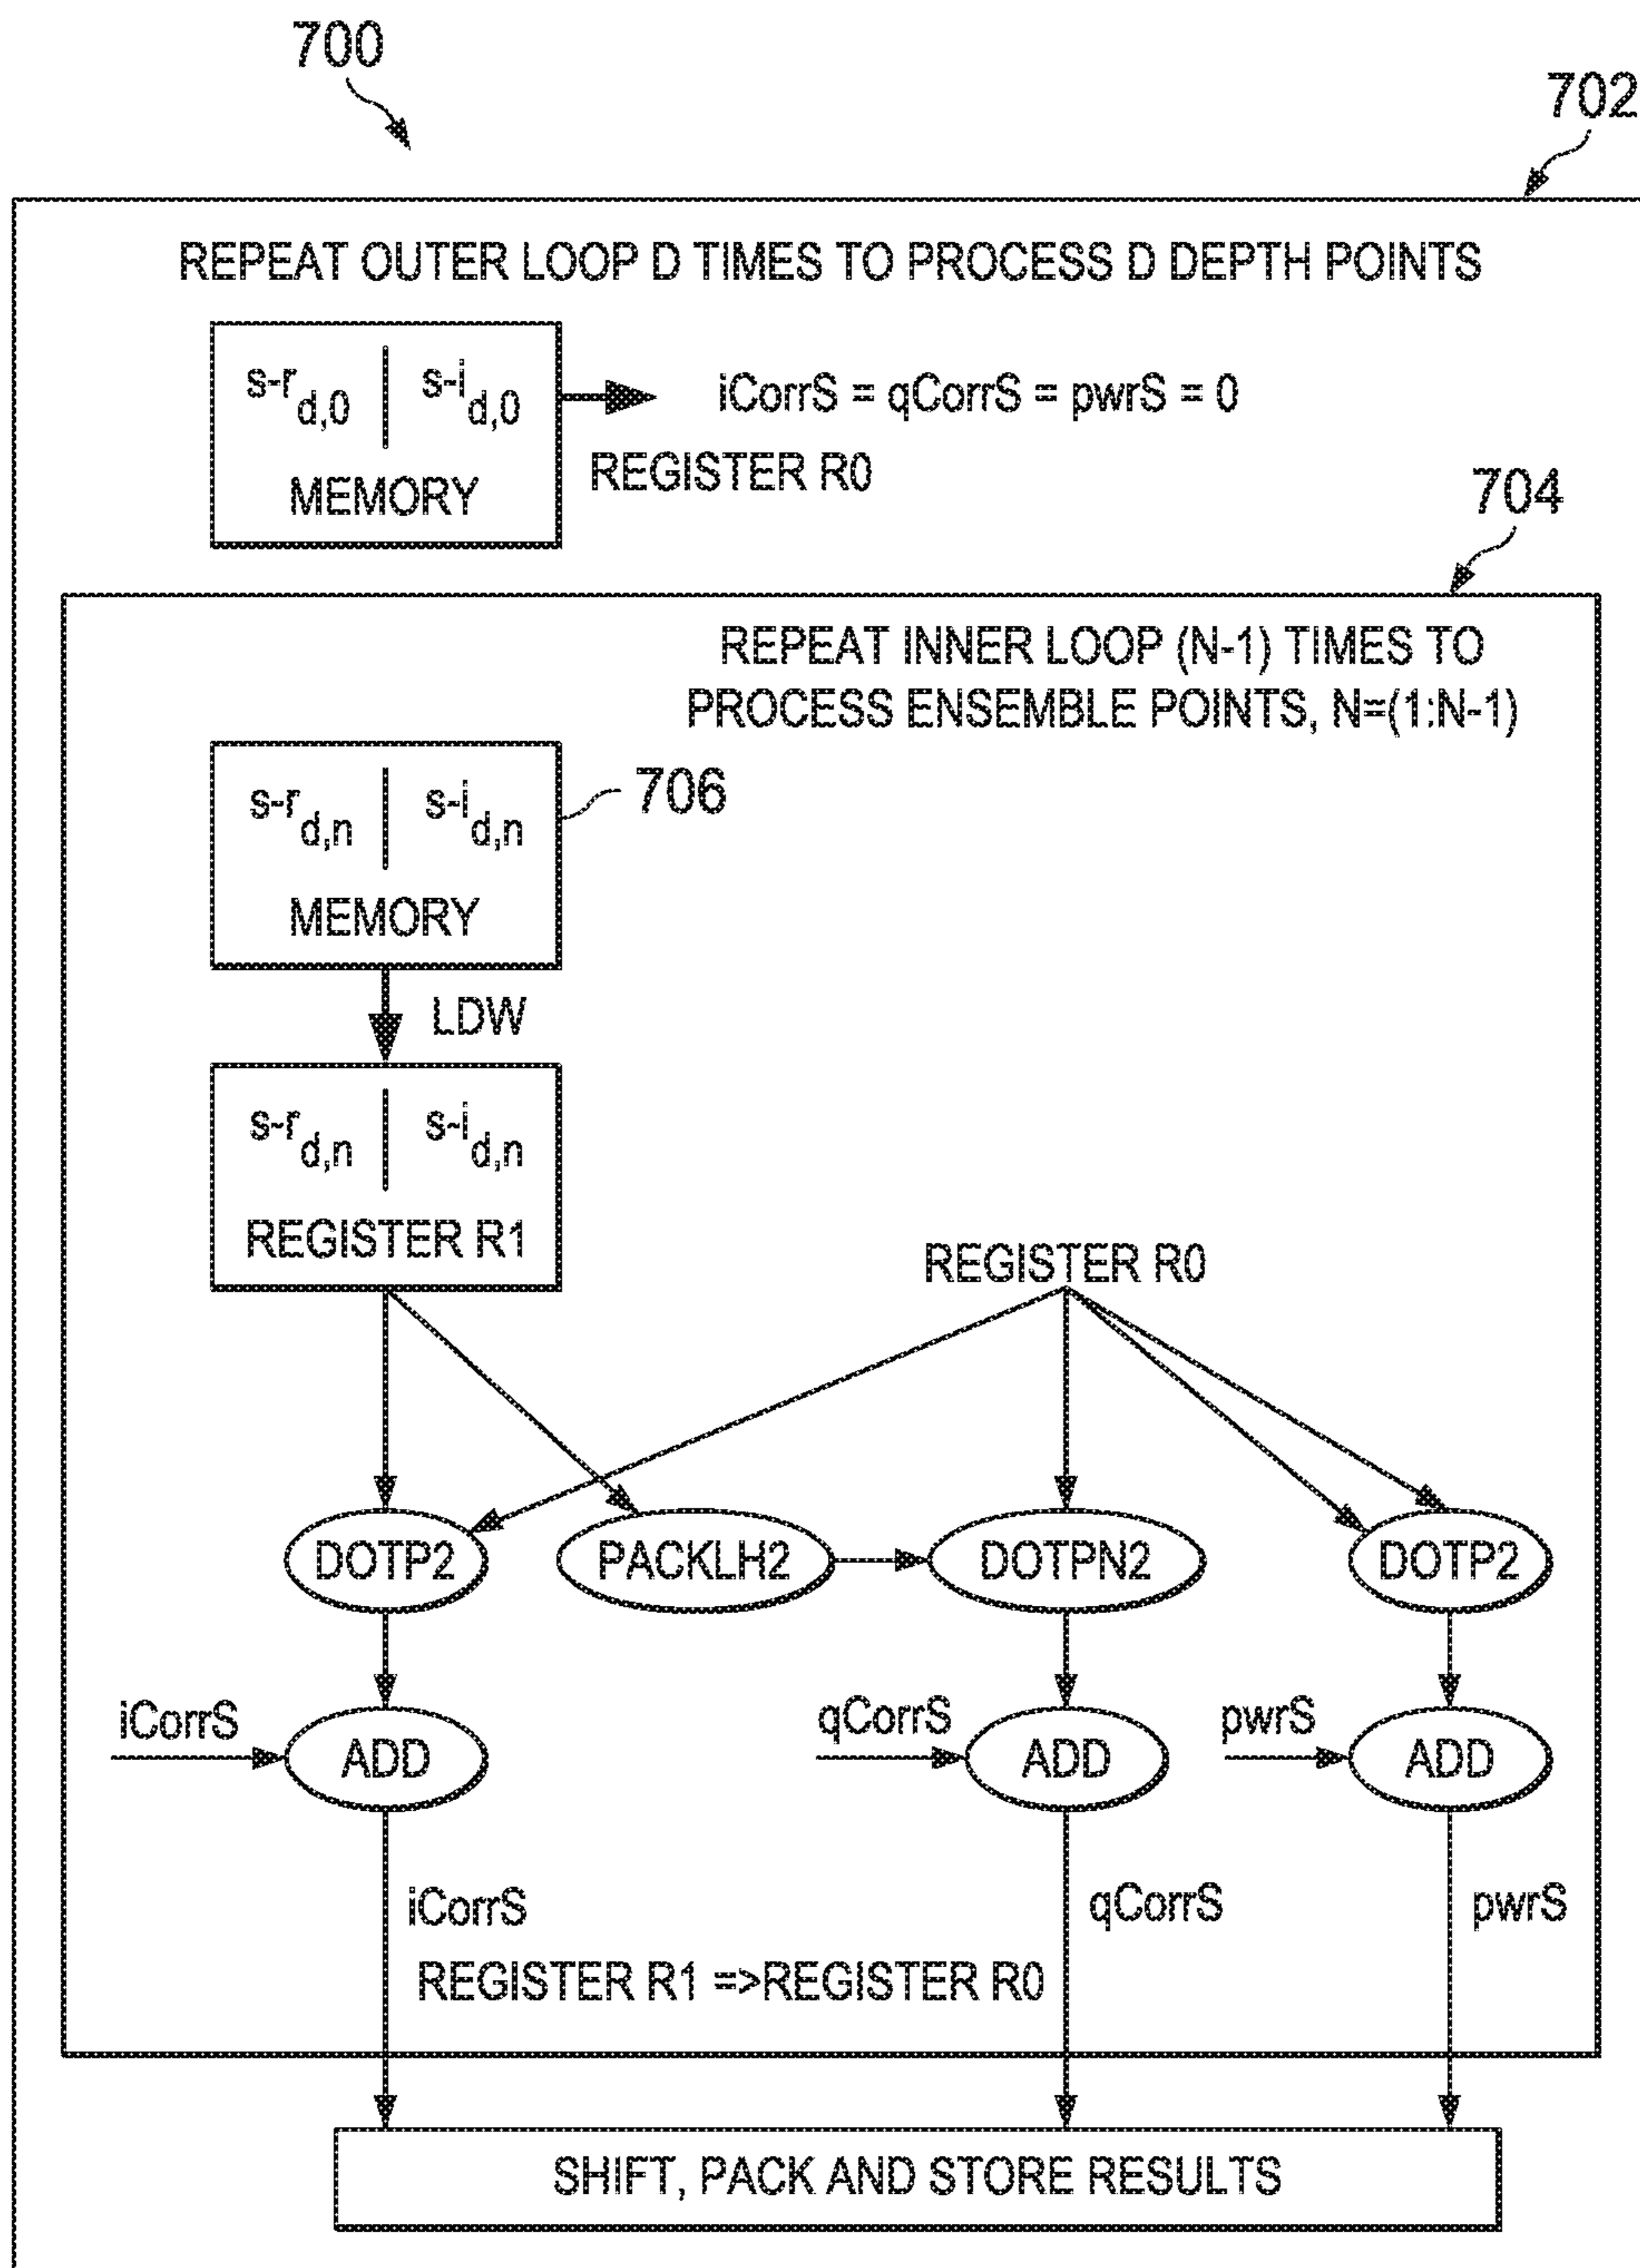 700
702
REPEAT OUTER LOOP D TIMES TO PROCESS D DEPTH POINTS
s-r d,0 | s-i d,0
MEMORY
iCorrS = qCorrS = pwrS = 0
REGISTER R0
704
REPEAT INNER LOOP (N-1) TIMES TO
PROCESS ENSEMBLE POINTS, N=(1:N-1)
s-r d,n | s-i d,n
MEMORY
706
LDW
s-r d,n | s-i d,n
REGISTER R1
REGISTER R0
DOTP2
PACKLH2
DOTPN2
DOTP2
iCorrS
ADD
qCorrS
ADD
pwrS
ADD
iCorrS
qCorrS
pwrS
REGISTER R1 =>REGISTER R0
SHIFT, PACK AND STORE RESULTS